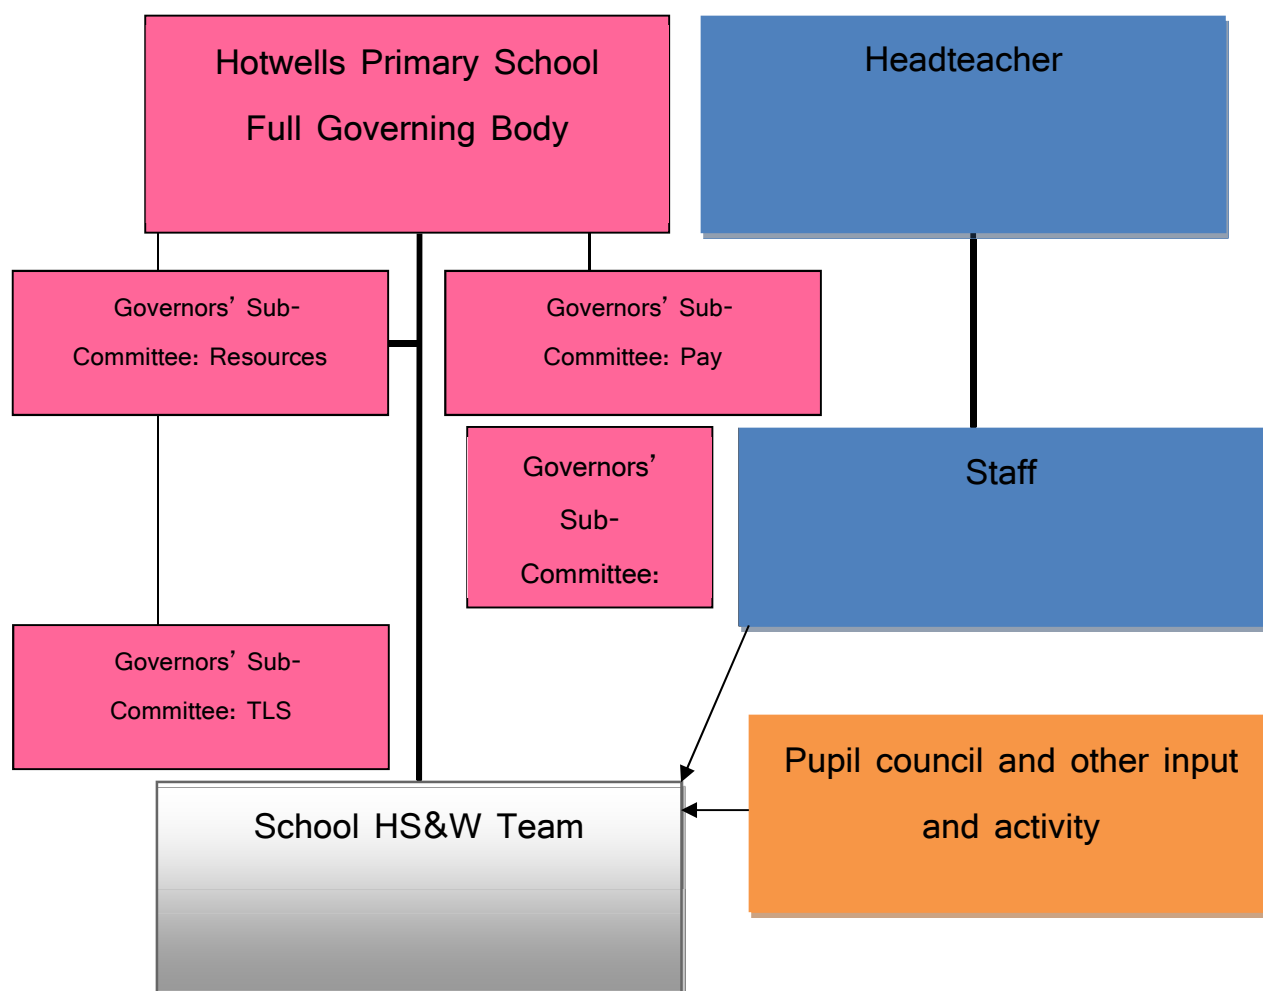 Hotwells Primary School
Full Governing Body
Headteacher
Governors' Sub-
Committee: Resources
Governors' Sub-
Committee: Pay
Governors'
Sub-
Committee:
Staff
Governors' Sub-
Committee: TLS
Pupil council and other input
and activity
School HS&W Team